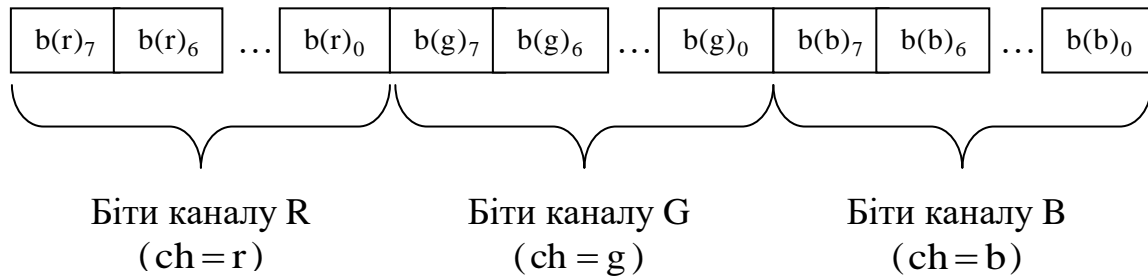 b(r)₇ b(r)₆ … b(r)₀ b(g)₇ b(g)₆ … b(g)₀ b(b)₇ b(b)₆ … b(b)₀
Біти каналу R Біти каналу G Біти каналу B
(ch = r) (ch = g) (ch = b)